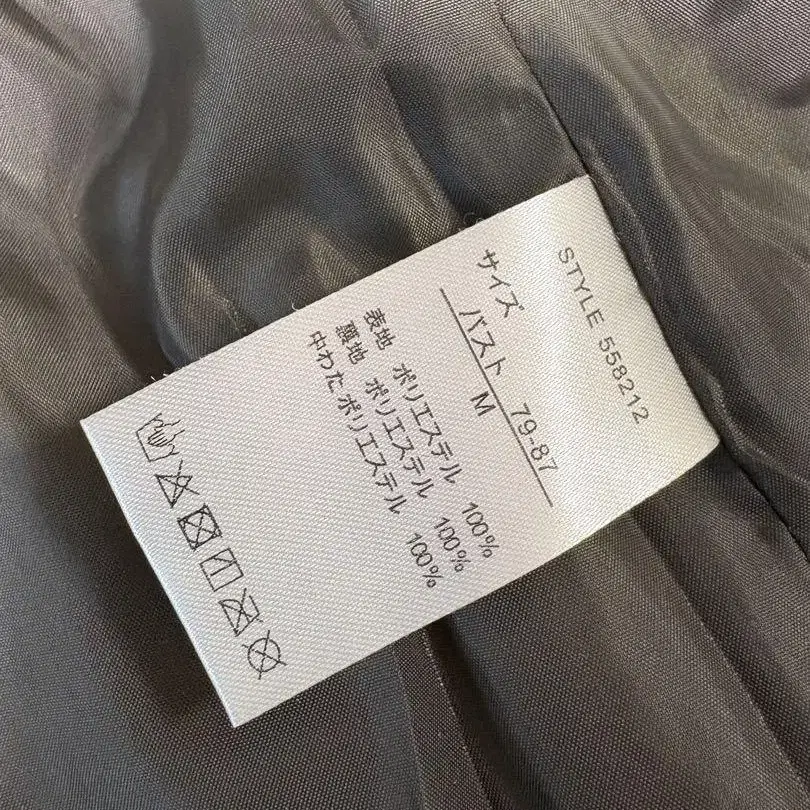 STYLE 558212
サイズ
バスト 79-87
M
表地 ポリエステル 100%
裏地 ポリエステル 100%
中わた ポリエステル 100%